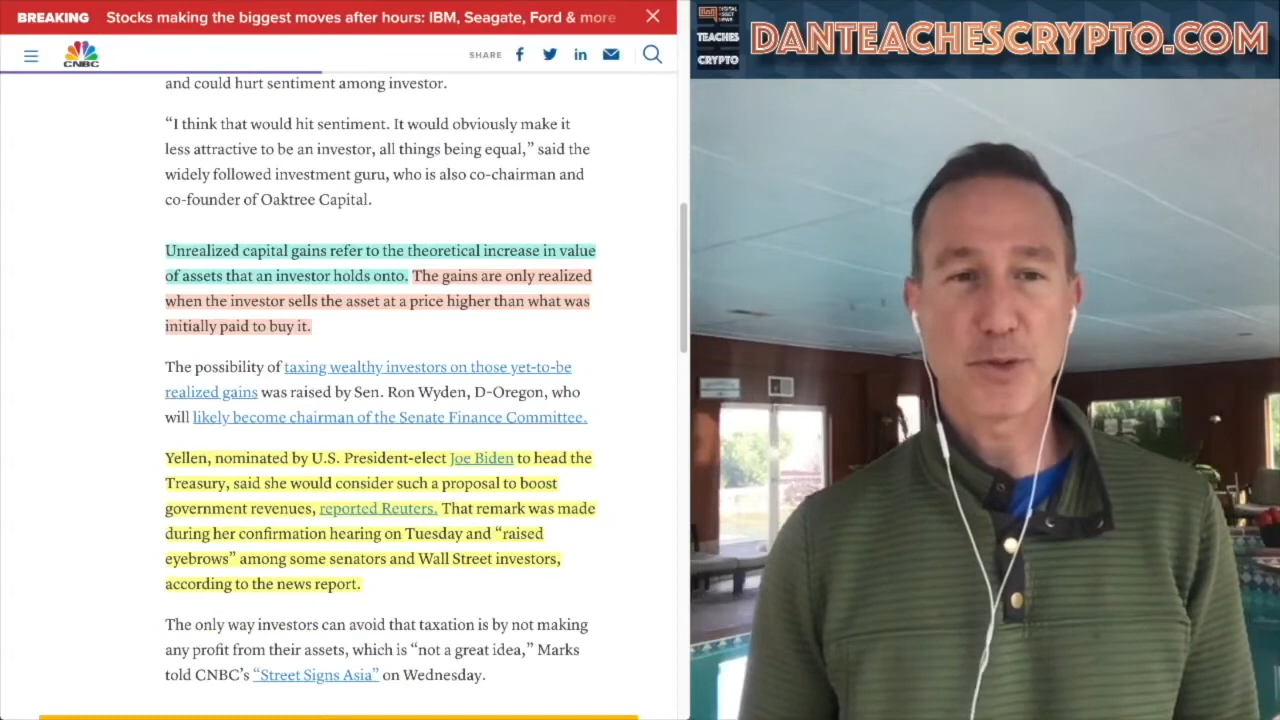 BREAKING Stocks making the biggest moves after hours: IBM, Seagate, Ford & more
CNBC
SHARE
and could hurt sentiment among investor.
“I think that would hit sentiment. It would obviously make it
less attractive to be an investor, all things being equal,” said the
widely followed investment guru, who is also co-chairman and
co-founder of Oaktree Capital.
Unrealized capital gains refer to the theoretical increase in value
of assets that an investor holds onto. The gains are only realized
when the investor sells the asset at a price higher than what was
initially paid to buy it.
The possibility of taxing wealthy investors on those yet-to-be
realized gains was raised by Sen. Ron Wyden, D-Oregon, who
will likely become chairman of the Senate Finance Committee.
Yellen, nominated by U.S. President-elect Joe Biden to head the
Treasury, said she would consider such a proposal to boost
government revenues, reported Reuters. That remark was made
during her confirmation hearing on Tuesday and “raised
eyebrows” among some senators and Wall Street investors,
according to the news report.
The only way investors can avoid that taxation is by not making
any profit from their assets, which is “not a great idea,” Marks
told CNBC’s “Street Signs Asia” on Wednesday.
DIGITAL
ASSET
NEWS
TEACHES
CRYPTO
DANTEACHESCRYPTO.COM